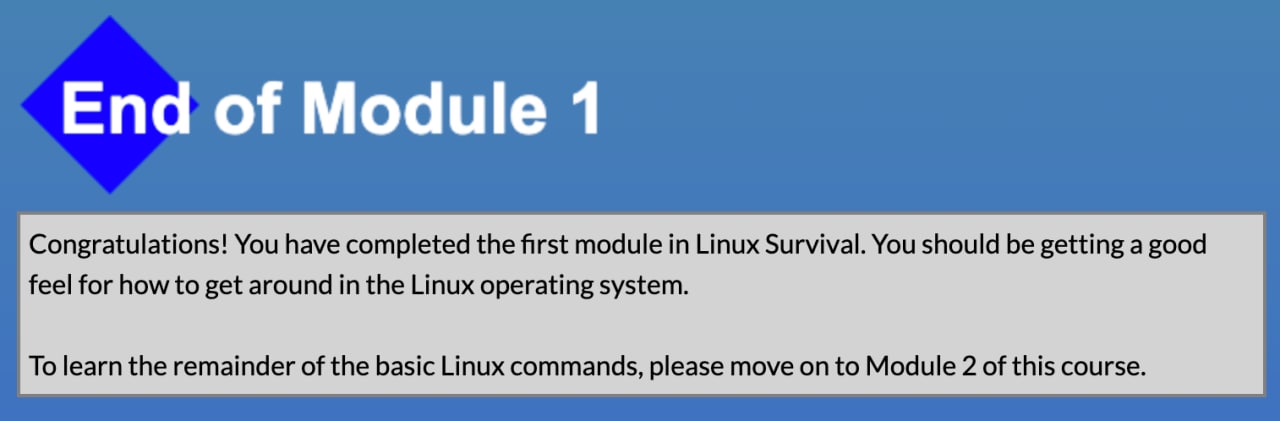 End of Module 1
Congratulations! You have completed the first module in Linux Survival. You should be getting a good
feel for how to get around in the Linux operating system.
To learn the remainder of the basic Linux commands, please move on to Module 2 of this course.